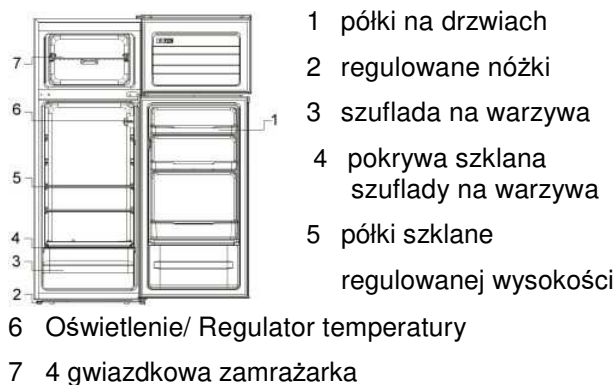 7
6
5
4
3
2
1
1 półki na drzwiach
2 regulowane nóżki
3 szuflada na warzywa
4 pokrywa szklana
szuflady na warzywa
5 półki szklane
regulowanej wysokości
6 Oświetlenie/ Regulator temperatury
7 4 gwiazdkowa zamrażarka